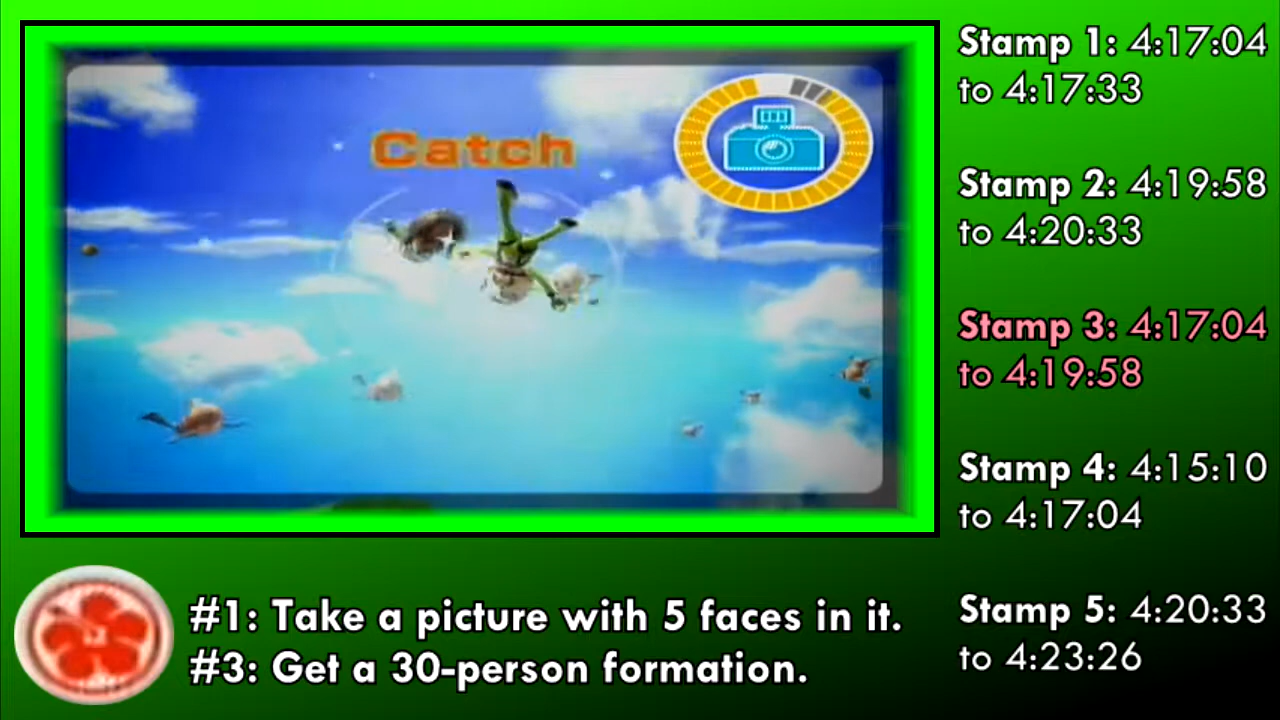 Catch
Stamp 1: 4:17:04
to 4:17:33
Stamp 2: 4:19:58
to 4:20:33
Stamp 3: 4:17:04
to 4:19:58
Stamp 4: 4:15:10
to 4:17:04
Stamp 5: 4:20:33
to 4:23:26
#1: Take a picture with 5 faces in it.
#3: Get a 30-person formation.